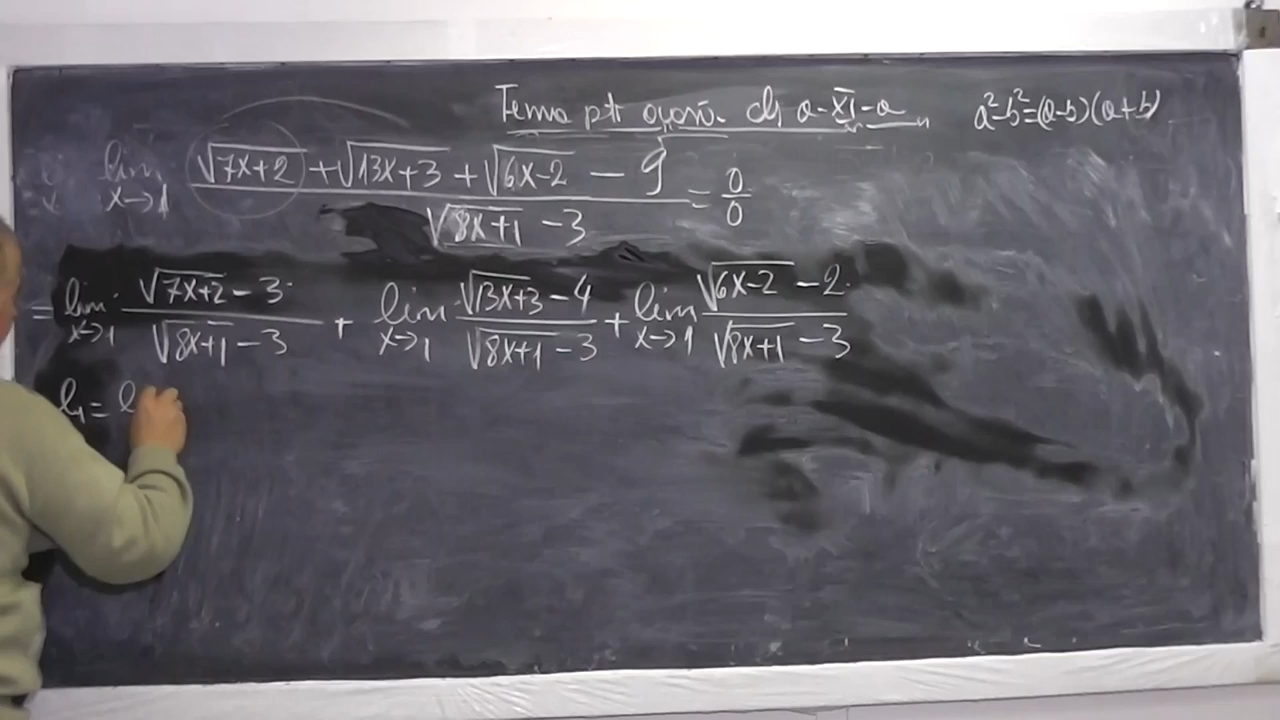 Tema pt. a XI-a a²-b²=(a-b)(a+b)
lim x→1 (√(7x+2) + √(13x+3) + √(6x-2) - 9) / (√(8x+1) - 3) = 0/0
= lim x→1 (√(7x+2) - 3) / (√(8x+1) - 3) + lim x→1 (√(13x+3) - 4) / (√(8x+1) - 3) + lim x→1 (√(6x-2) - 2) / (√(8x+1) - 3)
l₁ = l